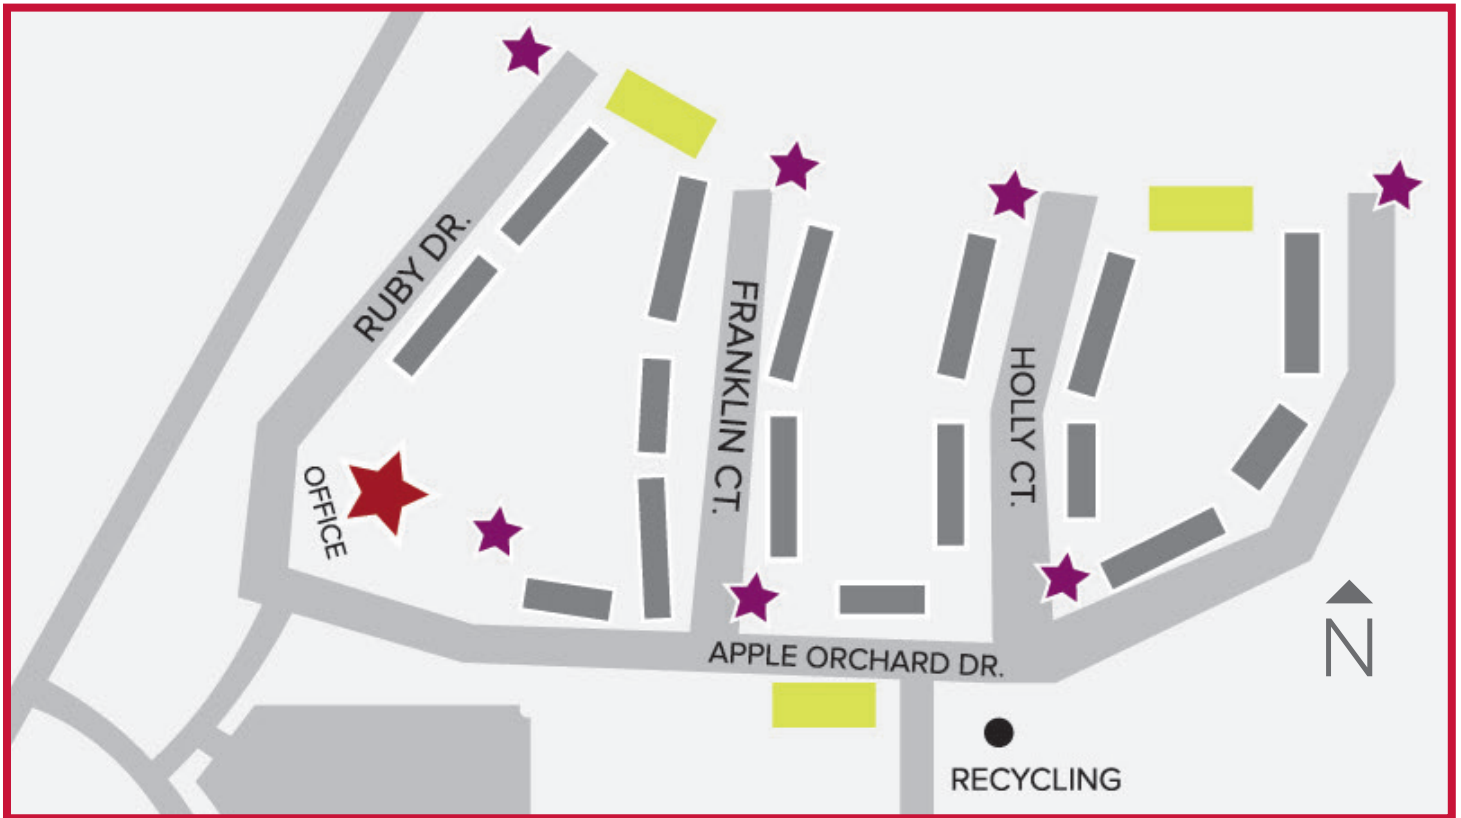 RUBY DR.
FRANKLIN CT.
HOLLY CT.
OFFICE
APPLE ORCHARD DR.
N
RECYCLING